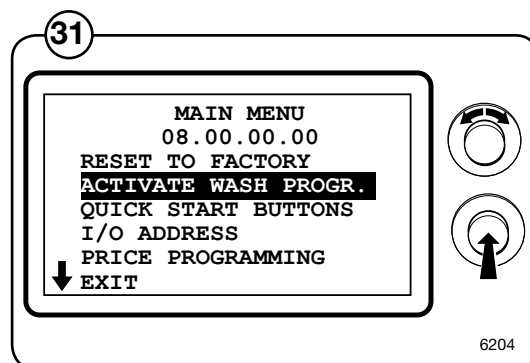 31
MAIN MENU
08.00.00.00
RESET TO FACTORY
ACTIVATE WASH PROGR.
QUICK START BUTTONS
I/O ADDRESS
PRICE PROGRAMMING
EXIT
6204